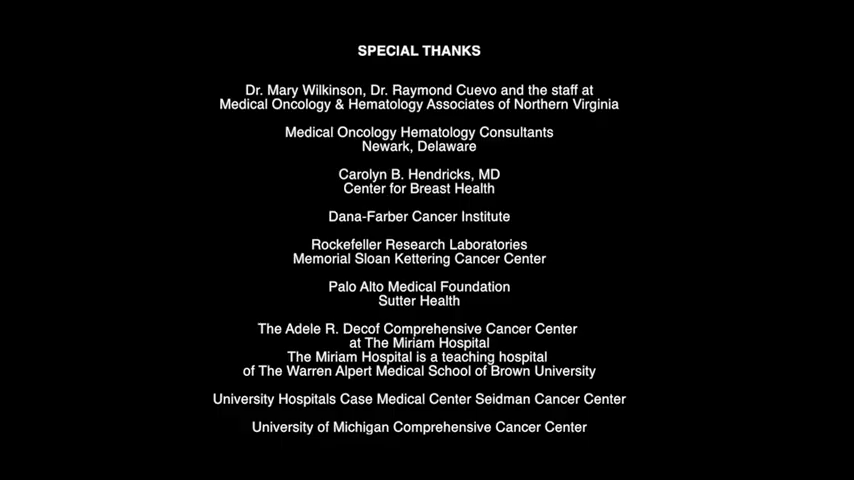 SPECIAL THANKS
Dr. Mary Wilkinson, Dr. Raymond Cuevo and the staff at
Medical Oncology & Hematology Associates of Northern Virginia
Medical Oncology Hematology Consultants
Newark, Delaware
Carolyn B. Hendricks, MD
Center for Breast Health
Dana-Farber Cancer Institute
Rockefeller Research Laboratories
Memorial Sloan Kettering Cancer Center
Palo Alto Medical Foundation
Sutter Health
The Adele R. Decof Comprehensive Cancer Center
at The Miriam Hospital
The Miriam Hospital is a teaching hospital
of The Warren Alpert Medical School of Brown University
University Hospitals Case Medical Center Seidman Cancer Center
University of Michigan Comprehensive Cancer Center